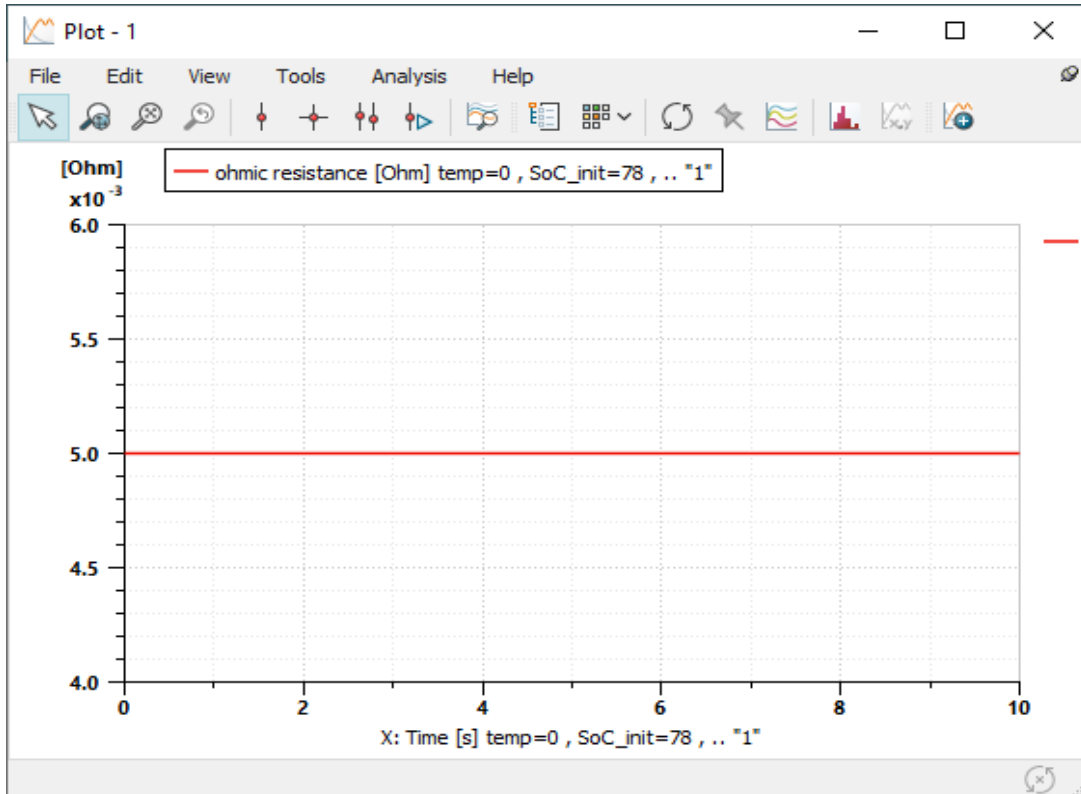 Plot - 1
File Edit View Tools Analysis Help
x,y
[Ohm]
x10 -3
ohmic resistance [Ohm] temp=0 , SoC_init=78 , .. "1"
6.0
5.5
5.0
4.5
4.0
0 2 4 6 8 10
X: Time [s] temp=0 , SoC_init=78 , .. "1"